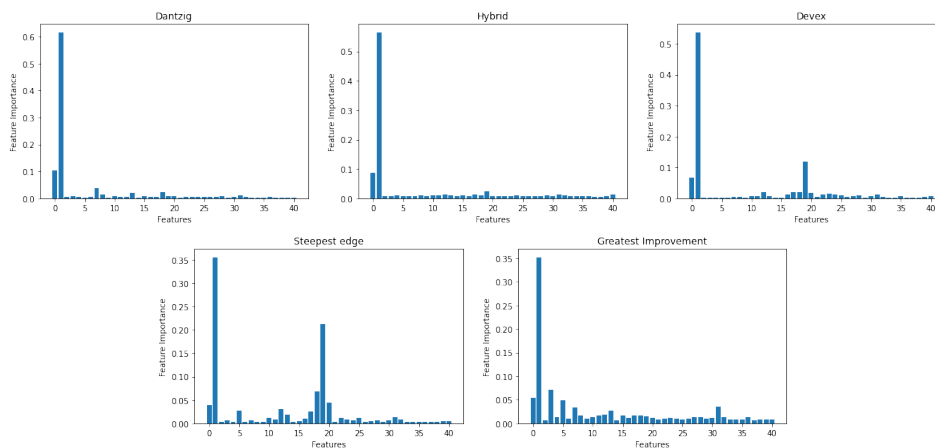 Dantzig
Feature Importance
0.6
0.5
0.4
0.3
0.2
0.1
0.0
0 5 10 15 20 25 30 35 40
Features
Hybrid
Feature Importance
0.5
0.4
0.3
0.2
0.1
0.0
0 5 10 15 20 25 30 35 40
Features
Devex
Feature Importance
0.5
0.4
0.3
0.2
0.1
0.0
0 5 10 15 20 25 30 35 40
Features
Steepest edge
Feature Importance
0.35
0.30
0.25
0.20
0.15
0.10
0.05
0.00
0 5 10 15 20 25 30 35 40
Features
Greatest Improvement
Feature Importance
0.35
0.30
0.25
0.20
0.15
0.10
0.05
0.00
0 5 10 15 20 25 30 35 40
Features